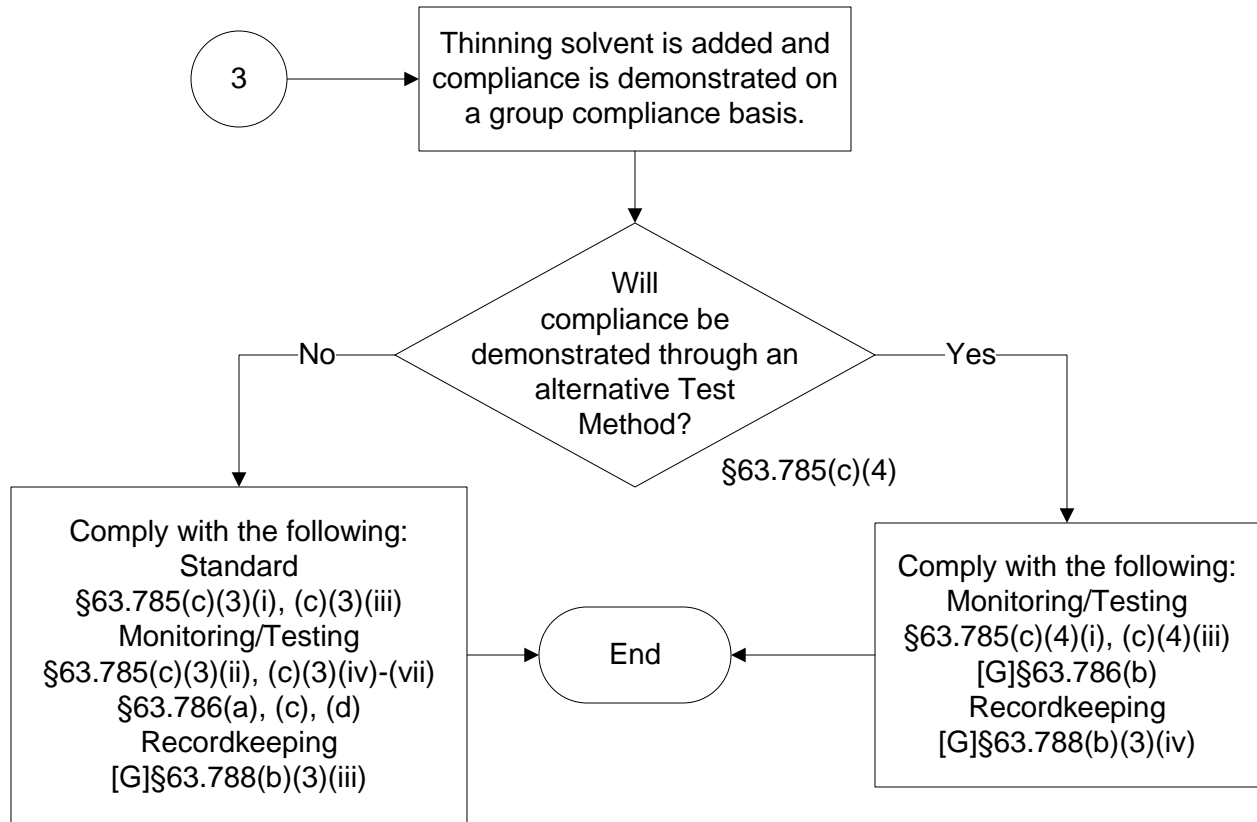 3
Thinning solvent is added and
compliance is demonstrated on
a group compliance basis.
Will
compliance be
demonstrated through an
alternative Test
Method?
No
Yes
§63.785(c)(4)
Comply with the following:
Standard
§63.785(c)(3)(i), (c)(3)(iii)
Monitoring/Testing
§63.785(c)(3)(ii), (c)(3)(iv)-(vii)
§63.786(a), (c), (d)
Recordkeeping
[G]§63.788(b)(3)(iii)
End
Comply with the following:
Monitoring/Testing
§63.785(c)(4)(i), (c)(4)(iii)
[G]§63.786(b)
Recordkeeping
[G]§63.788(b)(3)(iv)